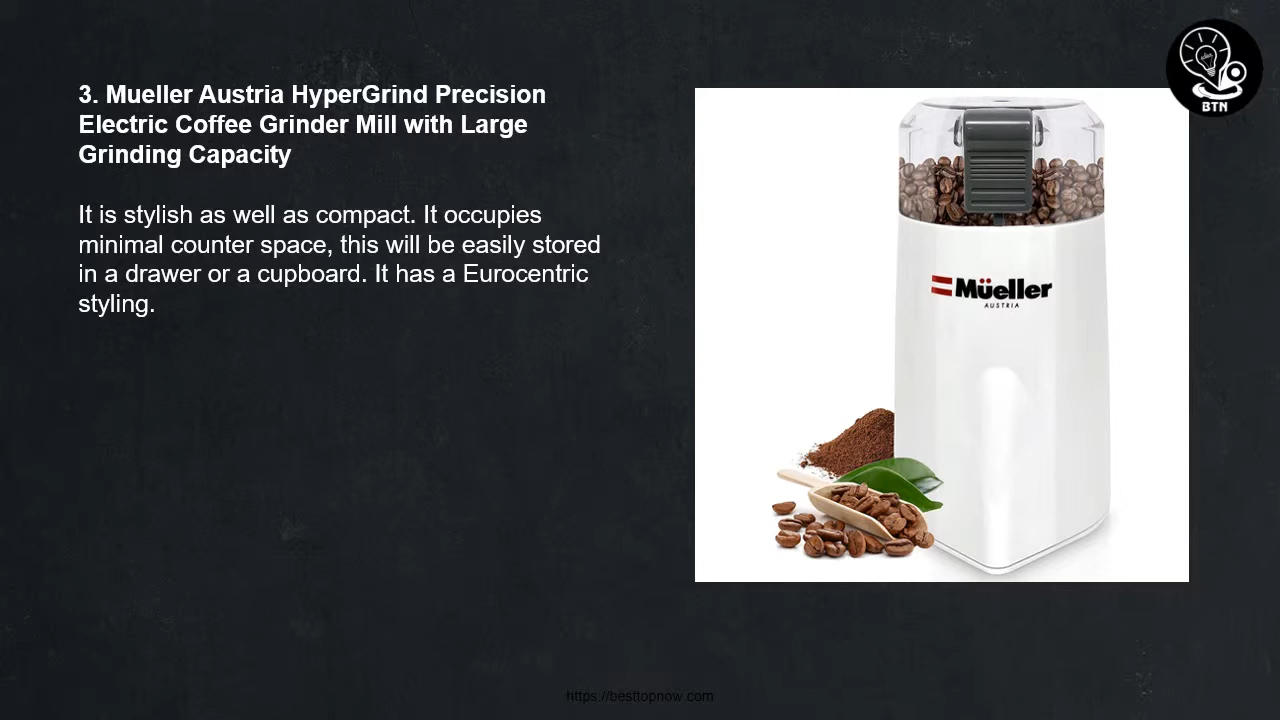 3. Mueller Austria HyperGrind Precision
Electric Coffee Grinder Mill with Large
Grinding Capacity
It is stylish as well as compact. It occupies
minimal counter space, this will be easily stored
in a drawer or a cupboard. It has a Eurocentric
styling.
BTN
Müeller
AUSTRIA
https://besttopnow.com